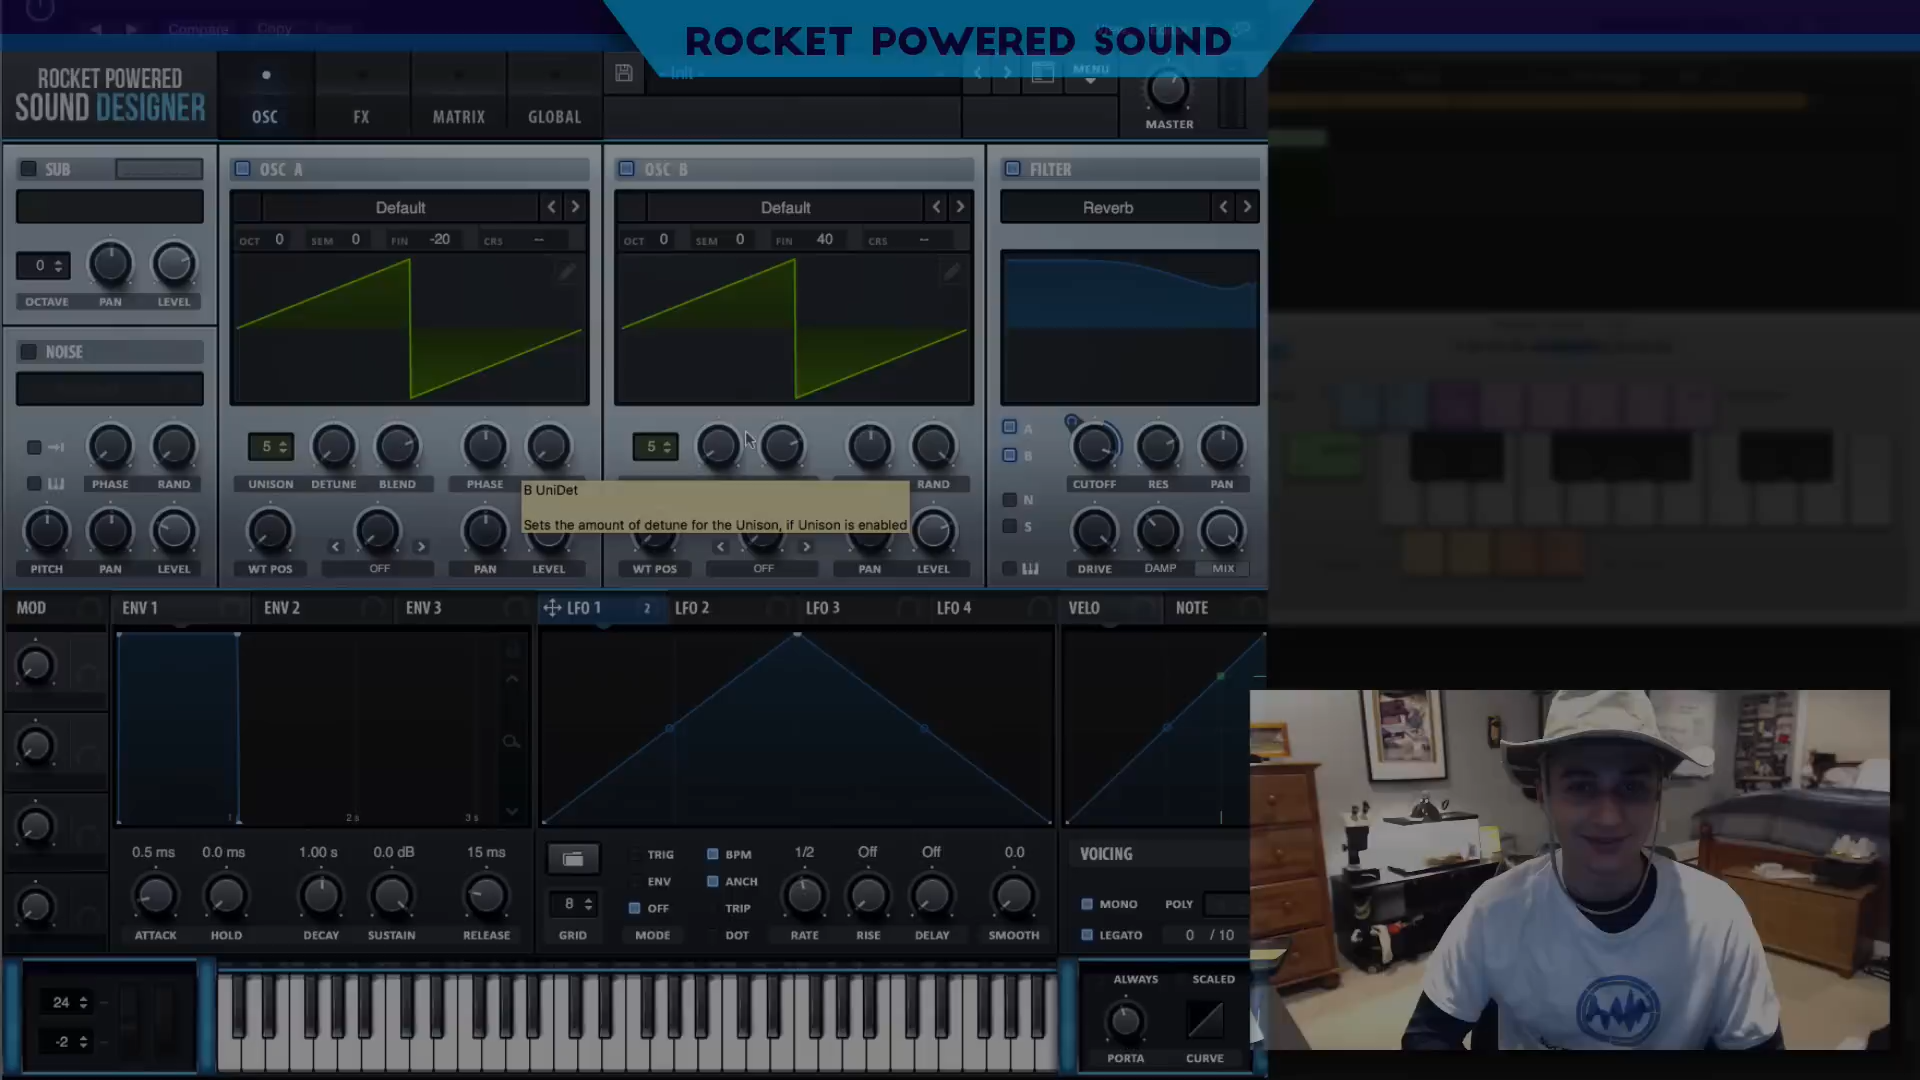 ROCKET POWERED SOUND
Compare
Copy
ROCKET POWERED
SOUND DESIGNER
OSC
FX
MATRIX
GLOBAL
- Init -
MENU
MASTER
SUB
OSC A
OSC B
FILTER
Default
Default
Reverb
OCT 0 SEM 0 FIN -20 CRS --
OCT 0 SEM 0 FIN 40 CRS --
0
OCTAVE PAN LEVEL
NOISE
5
5
A
B
N
S
PHASE RAND
UNISON DETUNE BLEND PHASE
RAND
CUTOFF RES PAN
B UniDet
Sets the amount of detune for the Unison, if Unison is enabled
PITCH PAN LEVEL
WT POS OFF PAN LEVEL
WT POS OFF PAN LEVEL
DRIVE DAMP MIX
MOD
ENV 1
ENV 2
ENV 3
LFO 1 2
LFO 2
LFO 3
LFO 4
VELO
NOTE
1
2 s
3 s
0.5 ms 0.0 ms 1.00 s 0.0 dB 15 ms
ATTACK HOLD DECAY SUSTAIN RELEASE
8
GRID
TRIG
ENV
OFF
MODE
BPM
ANCH
TRIP
DOT
1/2 Off Off 0.0
RATE RISE DELAY SMOOTH
VOICING
MONO POLY
LEGATO 0 / 10
24
-2
ALWAYS SCALED
PORTA CURVE